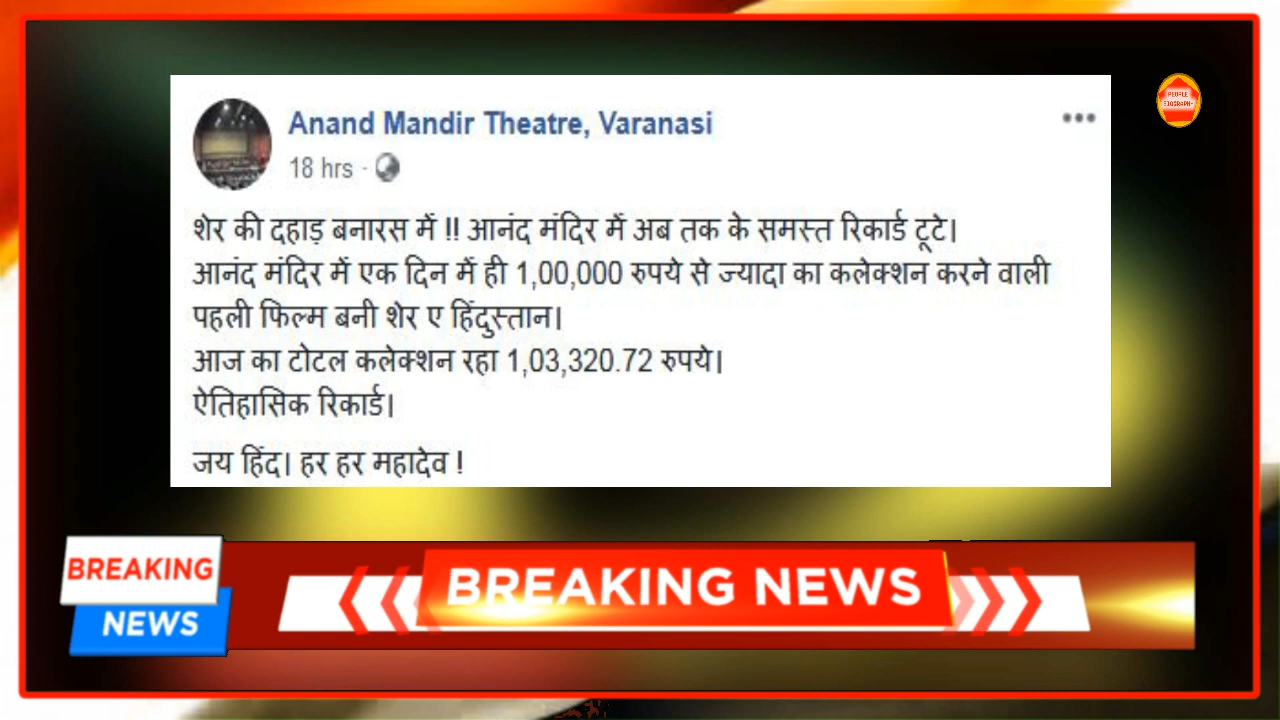 Anand Mandir Theatre, Varanasi
18 hrs ·
शेर की दहाड़ बनारस में !! आनंद मंदिर में अब तक के समस्त रिकार्ड टूटे।
आनंद मंदिर में एक दिन में ही 1,00,000 रुपये से ज्यादा का कलेक्शन करने वाली
पहली फिल्म बनी शेर ए हिंदुस्तान।
आज का टोटल कलेक्शन रहा 1,03,320.72 रुपये।
ऐतिहासिक रिकार्ड।
जय हिंद। हर हर महादेव !
PEOPLE
BIOGRAPHY
BREAKING
NEWS
BREAKING NEWS